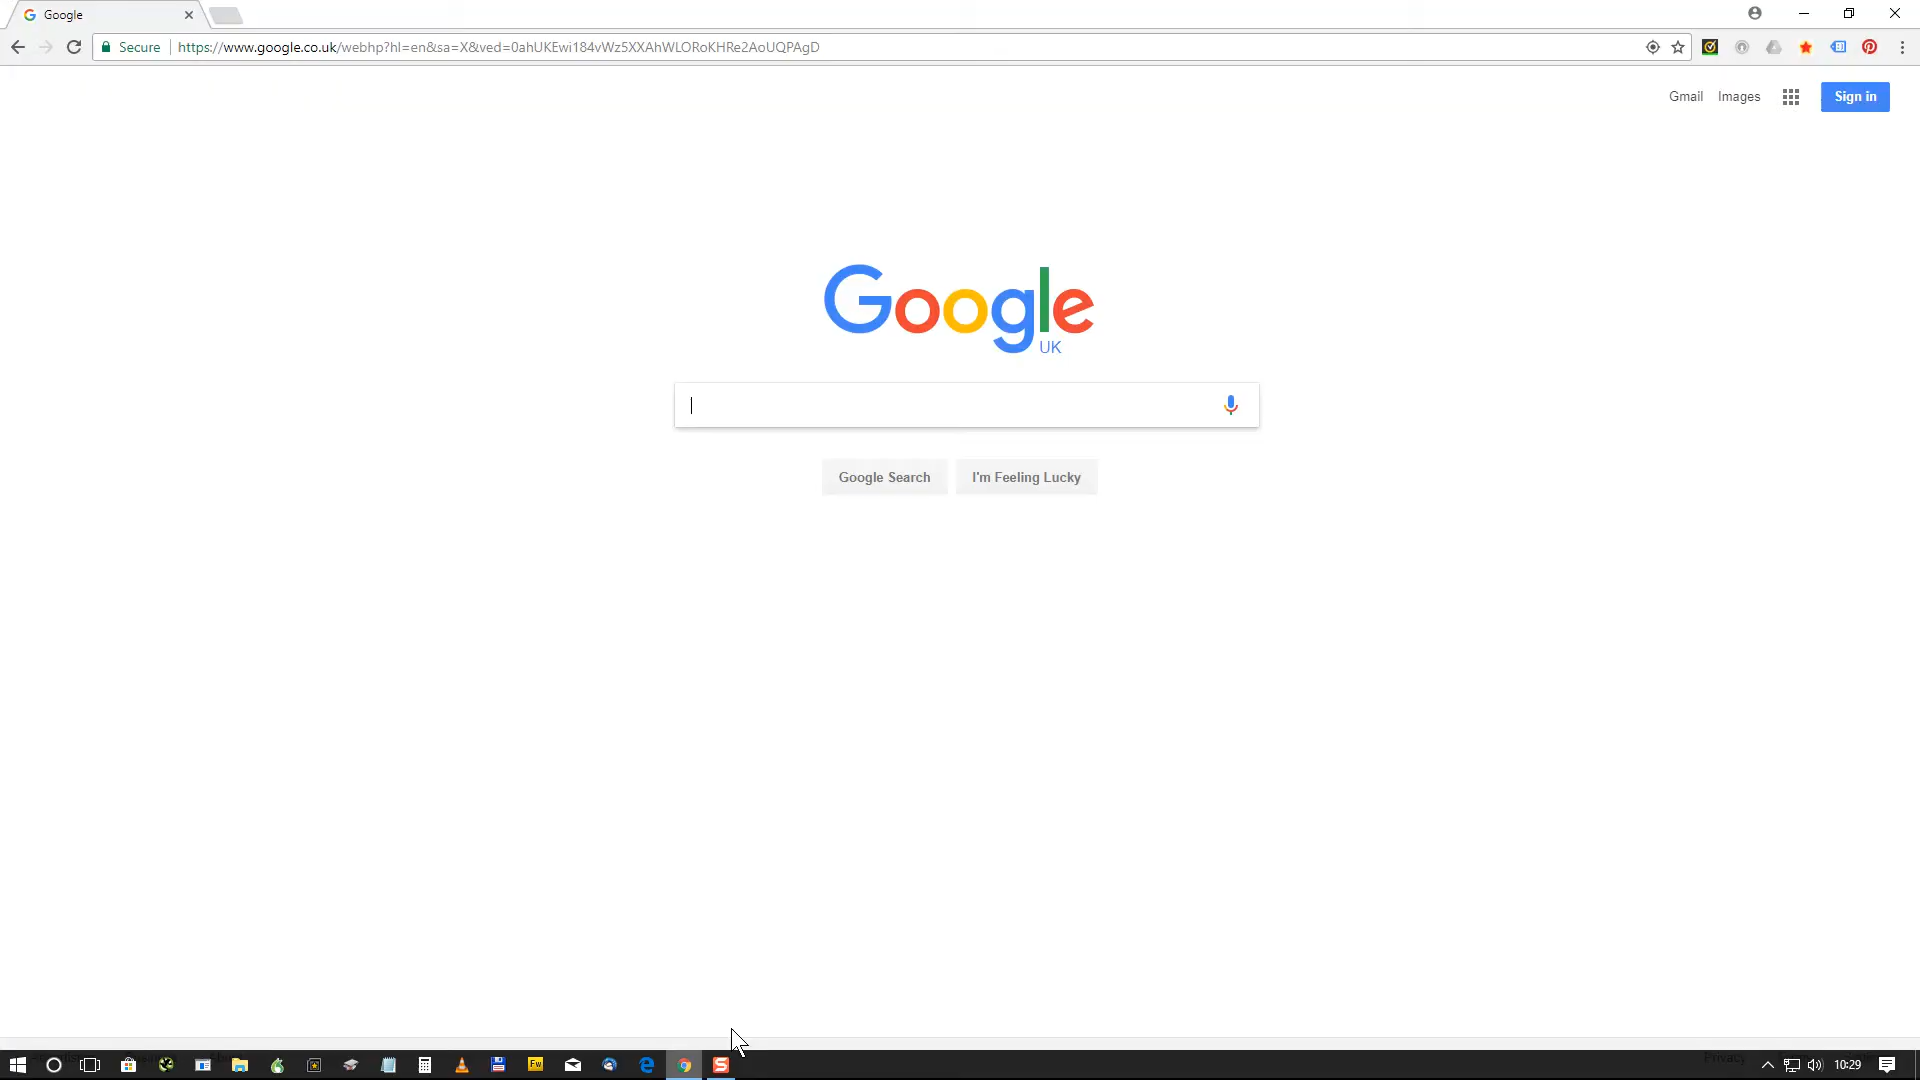 Google
Secure
https://www.google.co.uk/webhp?hl=en&sa=X&ved=0ahUKEwi184vWz5XXAhWLORoKHRe2AoUQPAgD
Gmail
Images
Sign in
Google
UK
Google Search
I'm Feeling Lucky
Privacy
Fw
10:29